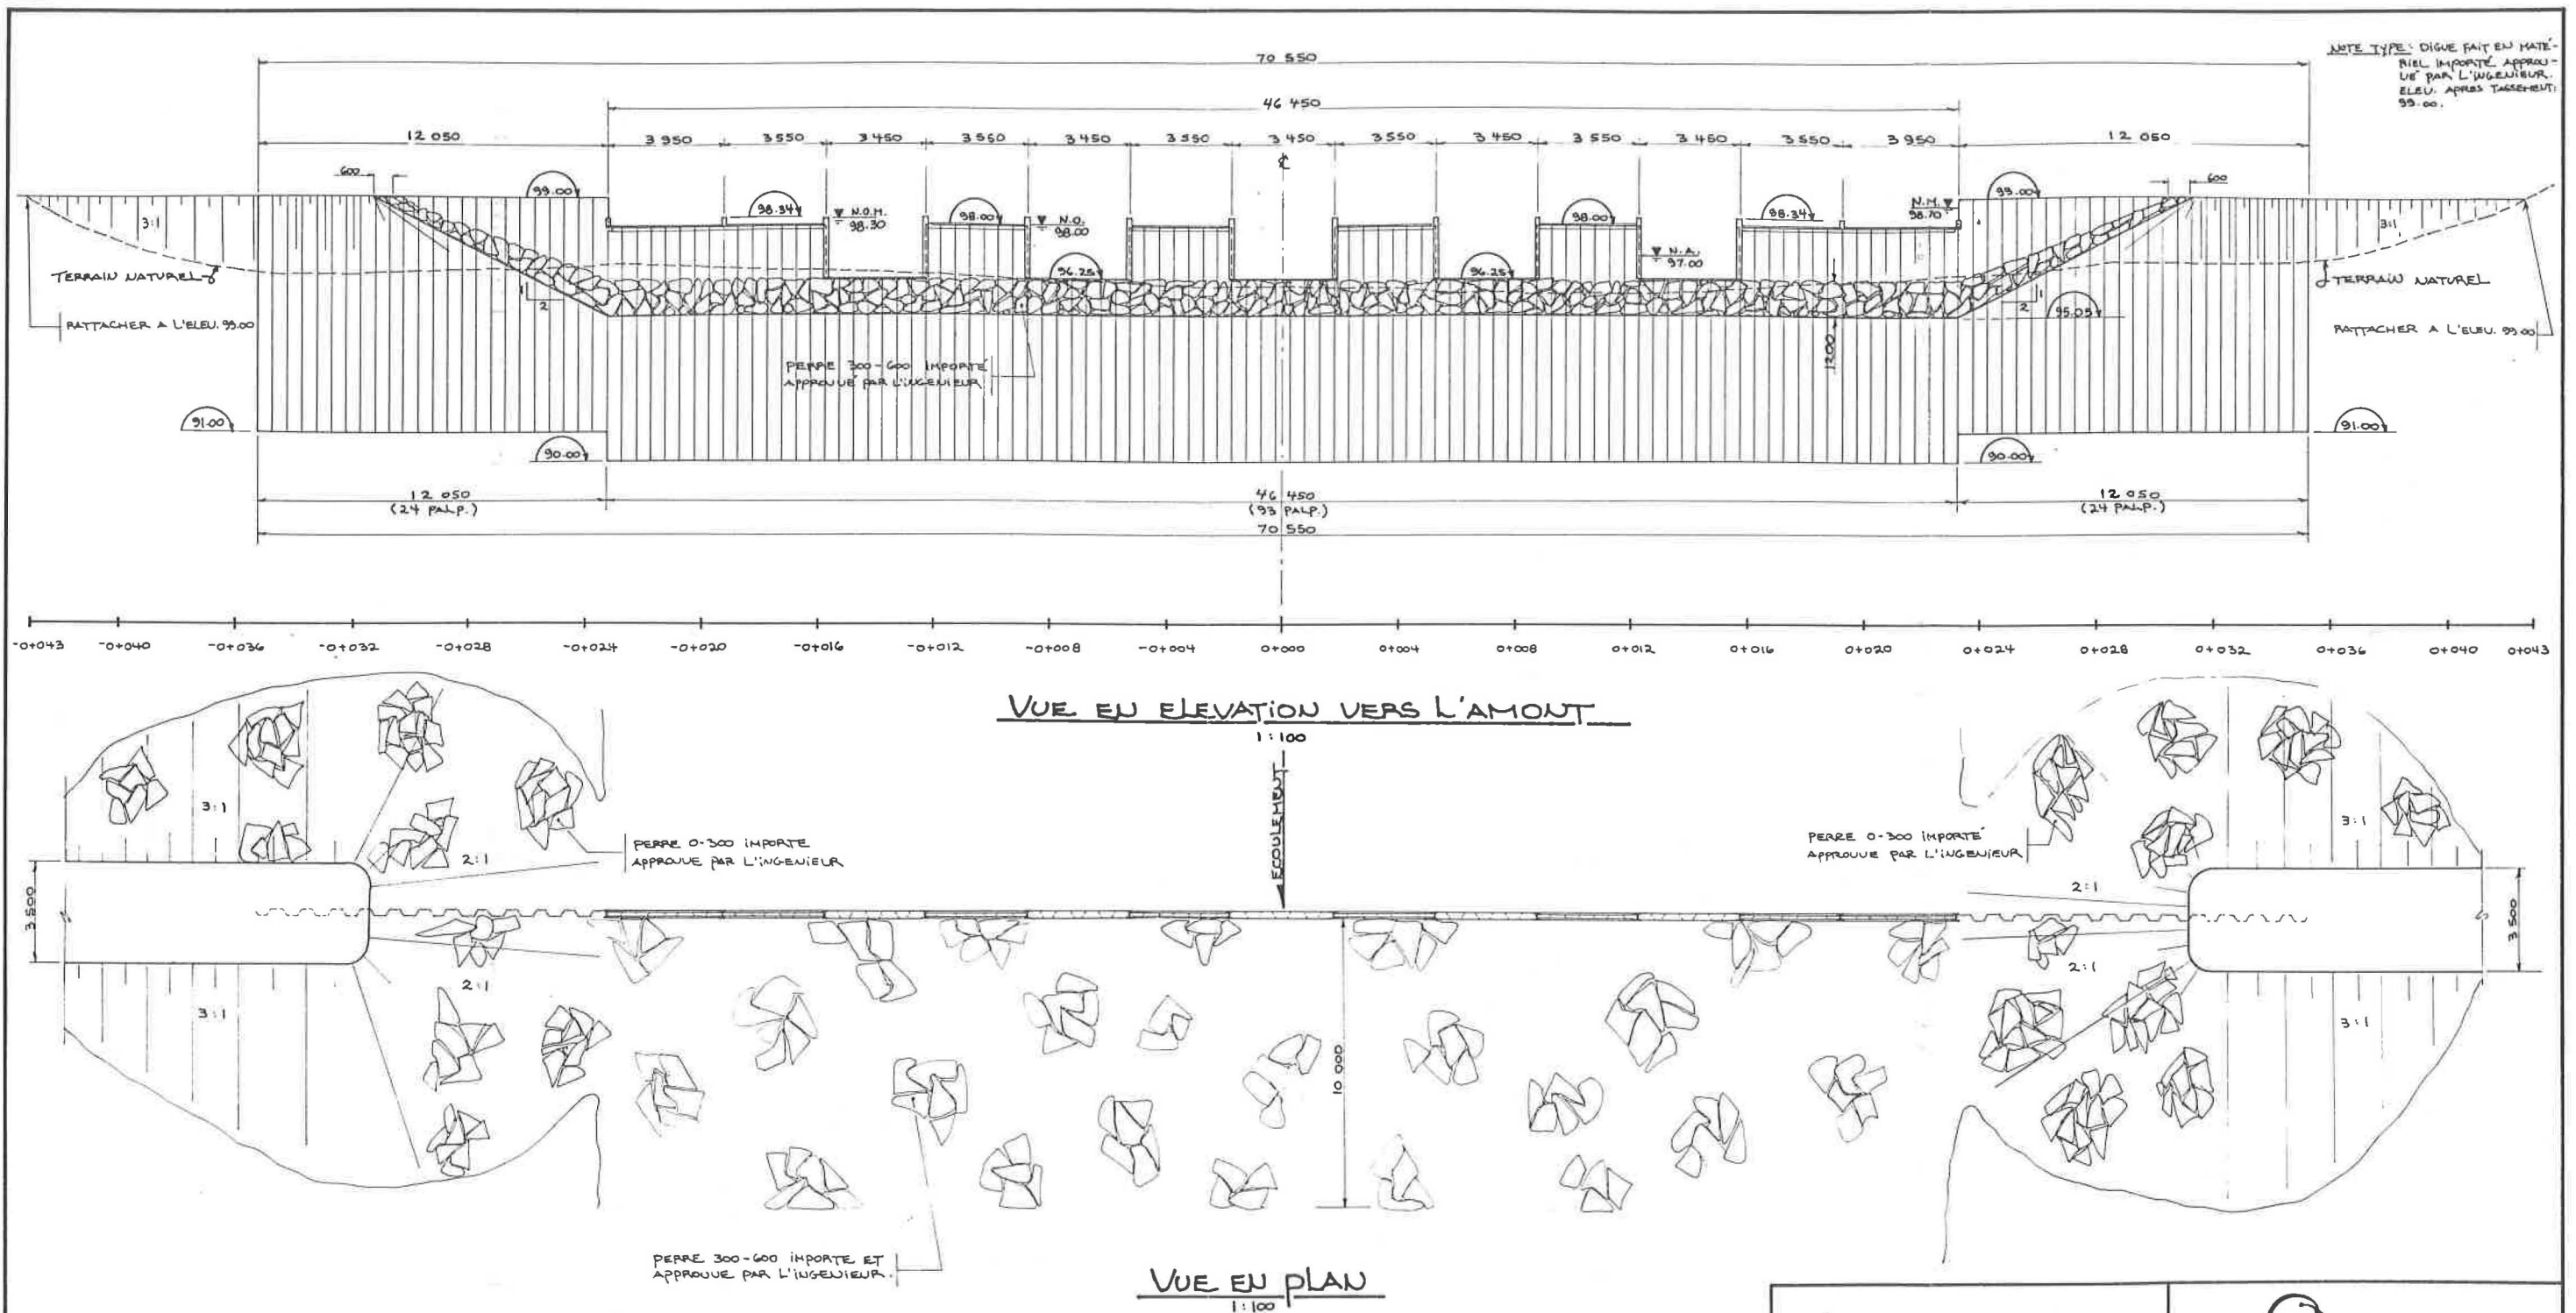 70 550
NOTE TYPE: DIGUE FAIT EN MATÉ-
RIEL IMPORTÉ APPROU-
VÉ PAR L'INGENIEUR.
ELEV. APRES TASSEMENT:
99.00.
46 450
12 050 3 950 3 550 3 450 3 550 3 450 3 550 3 450 3 550 3 450 3 550 3 450 3 550 3 950 12 050
℄
600 600
99.00 98.34 N.O.M. 98.00 N.O. 98.00 98.34 N.M. 99.00
98.30 98.00 98.70
3:1 3:1
N.A.
97.00
96.25 96.25
TERRAIN NATUREL TERRAIN NATUREL
1 1
2 2
95.05
RATTACHER A L'ELEV. 99.00 RATTACHER A L'ELEV. 99.00
1200
PERRE 300-600 IMPORTÉ
APPROUVÉ PAR L'INGENIEUR
91.00 91.00
90.00 90.00
12 050 46 450 12 050
(24 PALP.) (93 PALP.) (24 PALP.)
70 550
-0+043 -0+040 -0+036 -0+032 -0+028 -0+024 -0+020 -0+016 -0+012 -0+008 -0+004 0+000 0+004 0+008 0+012 0+016 0+020 0+024 0+028 0+032 0+036 0+040 0+043
VUE EN ELEVATION VERS L'AMONT
1:100
ECOULEMENT
3:1 3:1
PERRE 0-300 IMPORTE
APPROUVE PAR L'INGENIEUR
PERRE 0-300 IMPORTÉ
APPROUVE PAR L'INGENIEUR
2:1 2:1
3 500 3 500
2:1 2:1
3:1 3:1
10 000
PERRE 300-600 IMPORTE ET
APPROUVE PAR L'INGENIEUR.
VUE EN PLAN
1:100